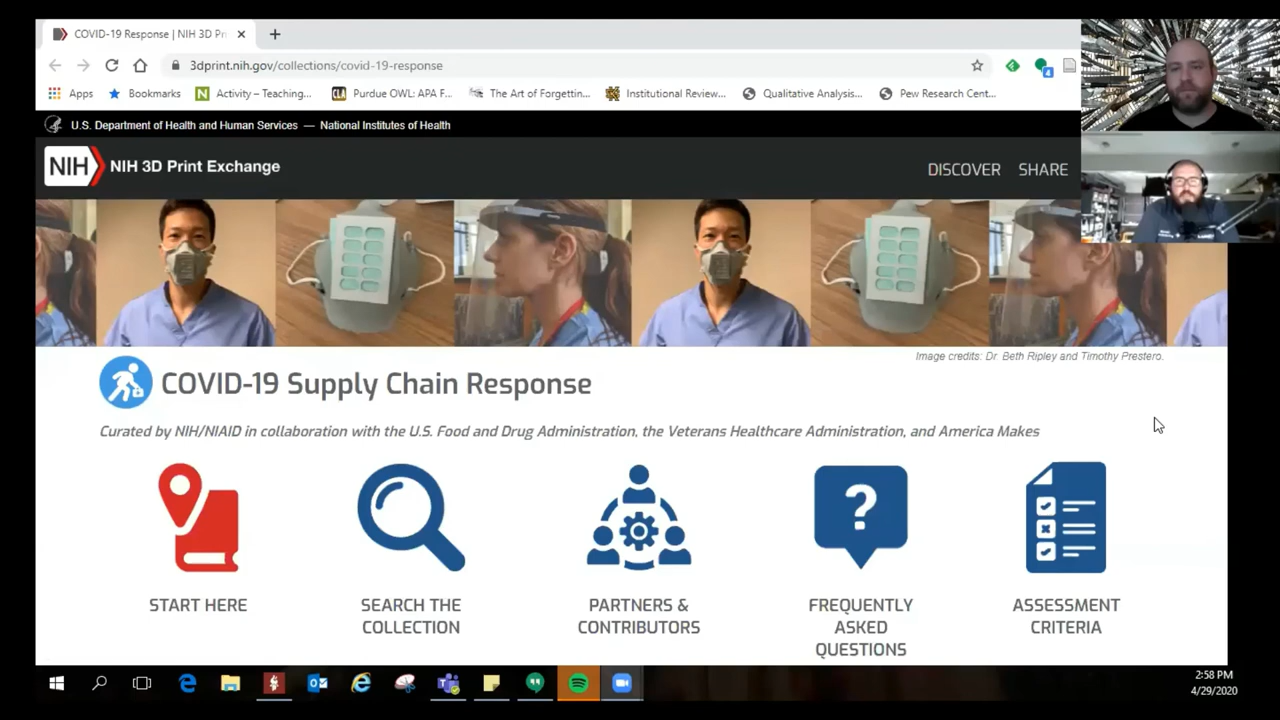 COVID-19 Response | NIH 3D Pri
3dprint.nih.gov/collections/covid-19-response
Apps
Bookmarks
Activity – Teaching...
Purdue OWL: APA F...
The Art of Forgettin...
Institutional Review...
Qualitative Analysis...
Pew Research Cent...
U.S. Department of Health and Human Services — National Institutes of Health
NIH NIH 3D Print Exchange
DISCOVER SHARE
Image credits: Dr. Beth Ripley and Timothy Prestero.
COVID-19 Supply Chain Response
Curated by NIH/NIAID in collaboration with the U.S. Food and Drug Administration, the Veterans Healthcare Administration, and America Makes
START HERE
SEARCH THE
COLLECTION
PARTNERS &
CONTRIBUTORS
FREQUENTLY
ASKED
QUESTIONS
ASSESSMENT
CRITERIA
2:58 PM
4/29/2020